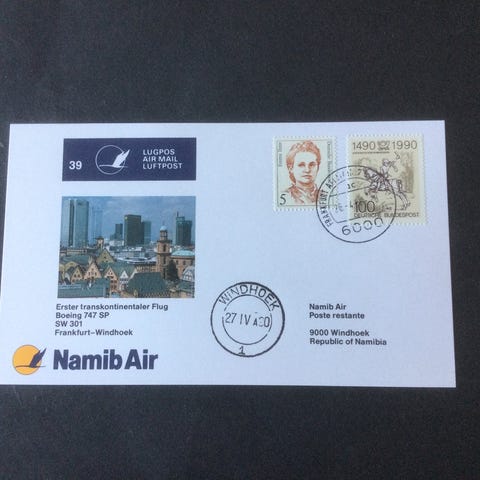 39
LUGPOS
AIR MAIL
LUFTPOST
5
1490 1990
100
DEUTSCHE BUNDESPOST
FRANKFURT
6000
Erster transkontinentaler Flug
Boeing 747 SP
SW 301
Frankfurt–Windhoek
Namib Air
WINDHOEK
27 IV
1
Namib Air
Poste restante
9000 Windhoek
Republic of Namibia